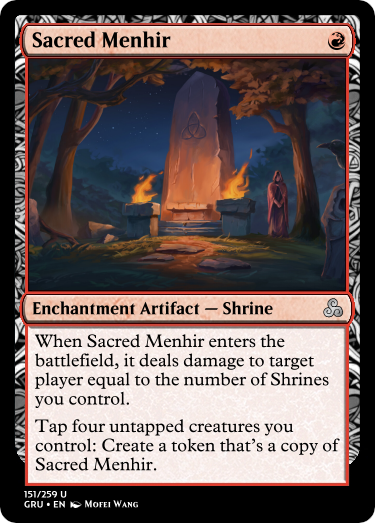 Sacred Menhir
Enchantment Artifact — Shrine
When Sacred Menhir enters the
battlefield, it deals damage to target
player equal to the number of Shrines
you control.
Tap four untapped creatures you
control: Create a token that's a copy of
Sacred Menhir.
151/259 U
GRU • EN Mofei Wang